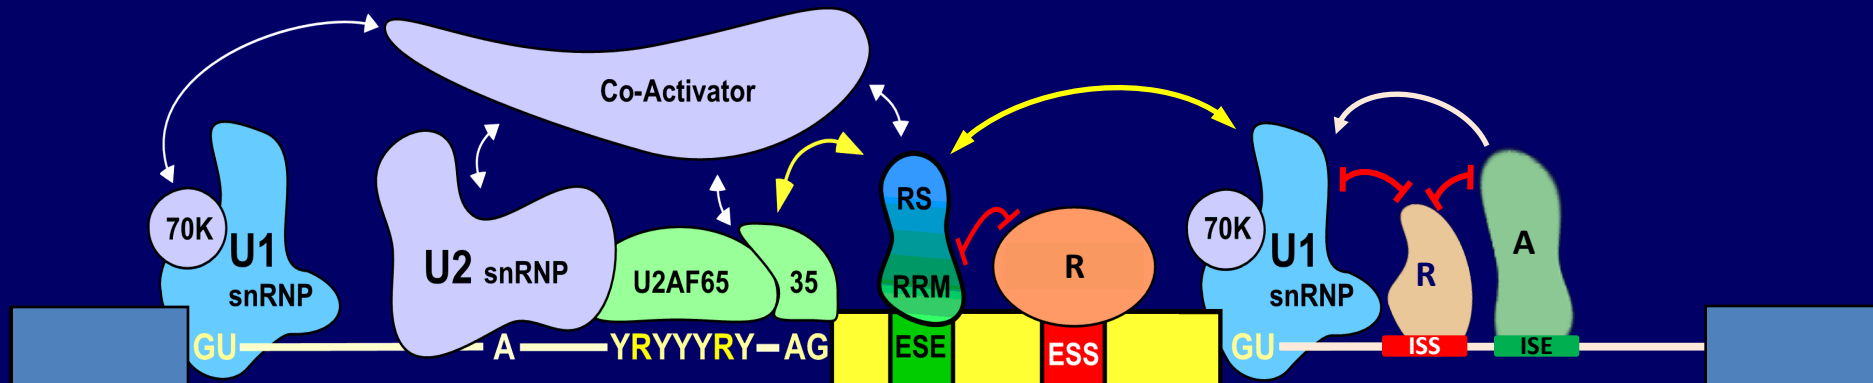 Co-Activator
70K
U1
snRNP
GU
U2 snRNP
A
U2AF65
35
YRYYYRY
AG
RS
RRM
ESE
R
ESS
70K
U1
snRNP
GU
R
ISS
A
ISE